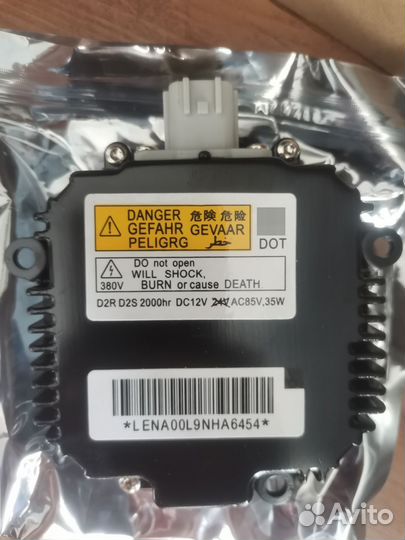 DANGER 危険 危险
GEFAHR GEVAAR
PELIGRG خطر
DOT
DO not open
WILL SHOCK,
380V BURN or cause DEATH
D2R D2S 2000hr DC12V 24V AC85V,35W
*LENA00L9NHA6454*
Avito